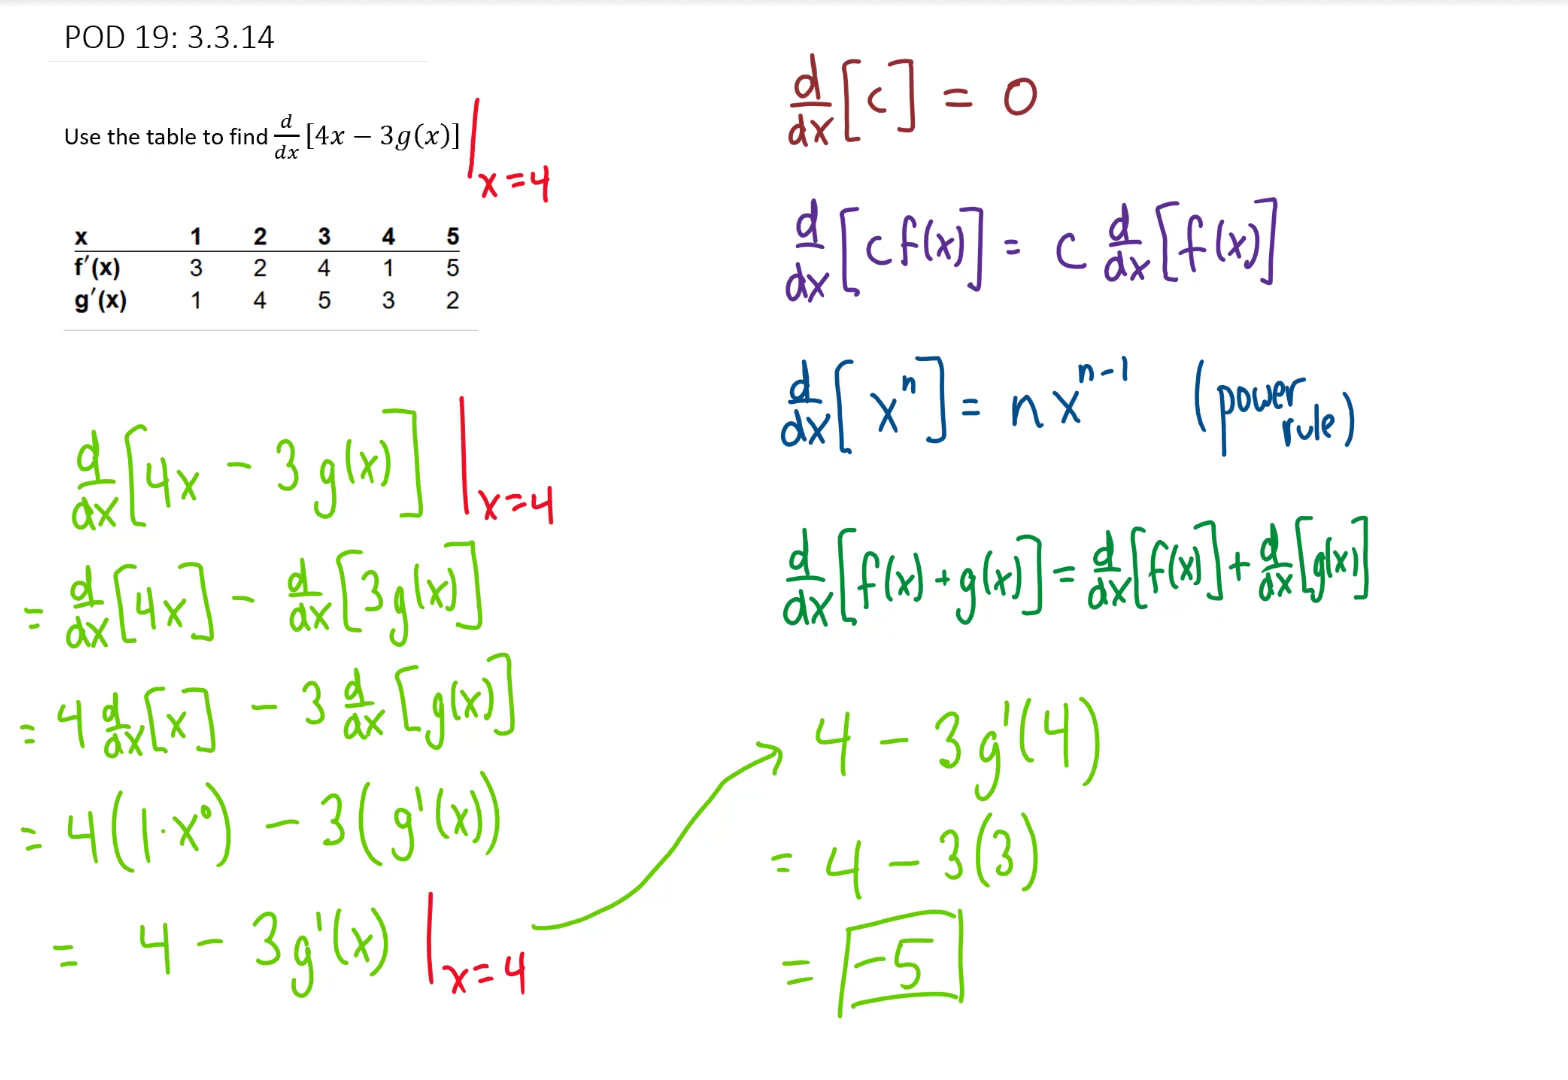 POD 19: 3.3.14
Use the table to find d/dx [4x − 3g(x)] |x=4
x 1 2 3 4 5
f′(x) 3 2 4 1 5
g′(x) 1 4 5 3 2
d/dx [4x − 3g(x)] |x=4
= d/dx [4x] − d/dx [3g(x)]
= 4 d/dx [x] − 3 d/dx [g(x)]
= 4(1·x⁰) − 3(g'(x))
= 4 − 3g'(x) |x=4
d/dx [c] = 0
d/dx [c f(x)] = c d/dx [f(x)]
d/dx [xⁿ] = n xⁿ⁻¹ (power rule)
d/dx [f(x) + g(x)] = d/dx [f(x)] + d/dx [g(x)]
4 − 3g'(4)
= 4 − 3(3)
= −5